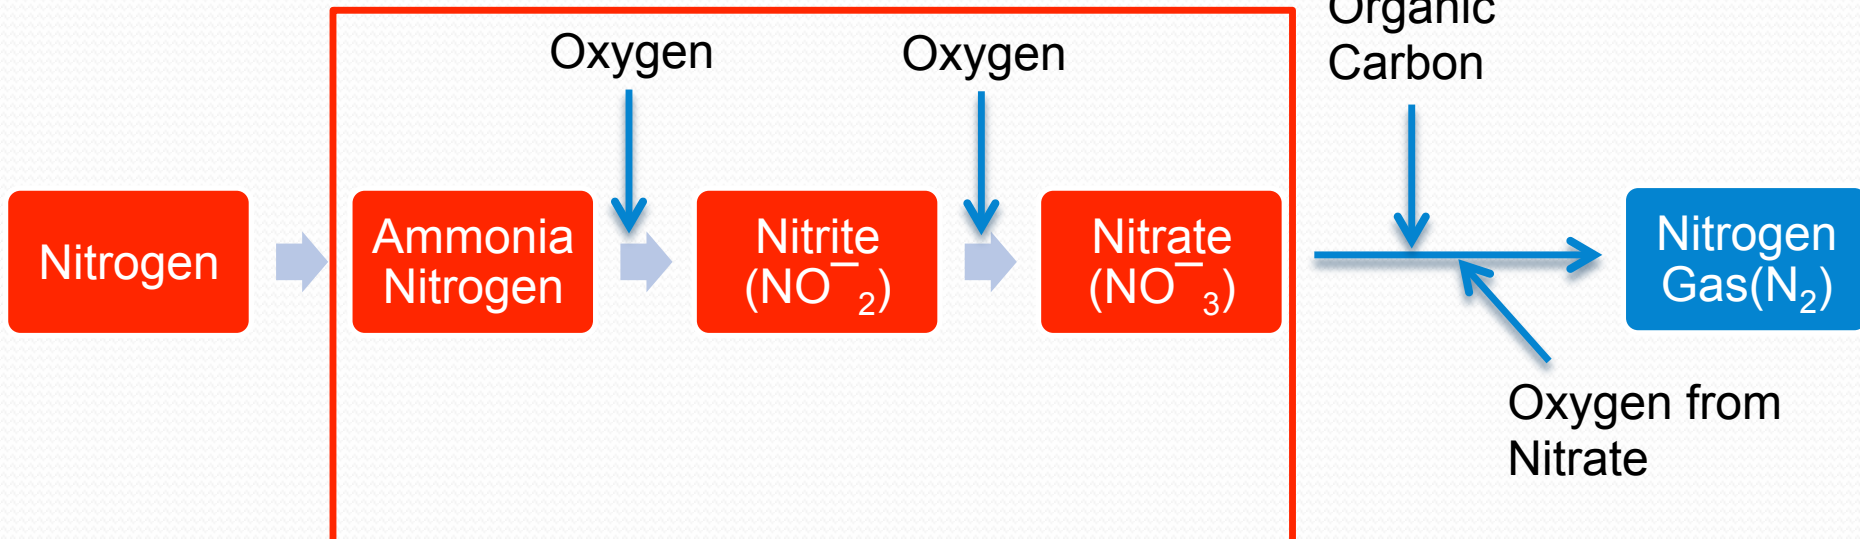 Organic
Carbon
Oxygen
Oxygen
Nitrogen
Ammonia
Nitrogen
Nitrite
(NO¯₂)
Nitrate
(NO¯₃)
Nitrogen
Gas(N₂)
Oxygen from
Nitrate